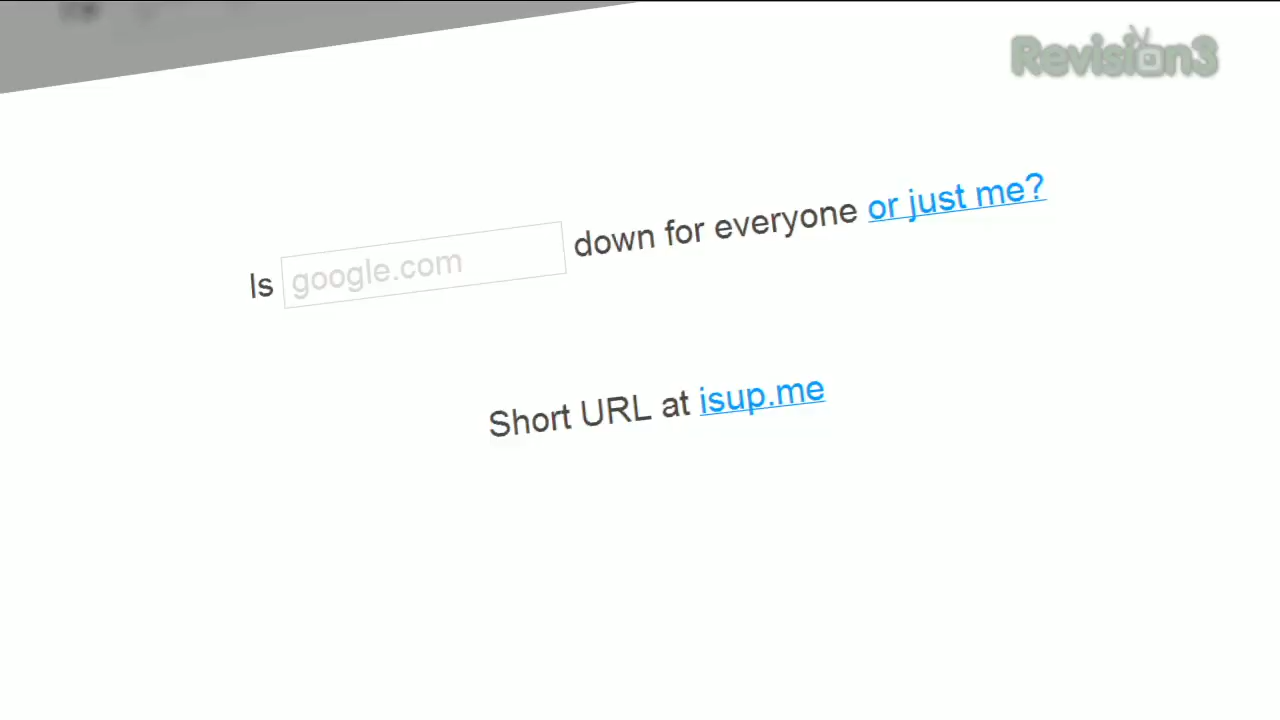 Revision3
Is google.com down for everyone or just me?
Short URL at isup.me